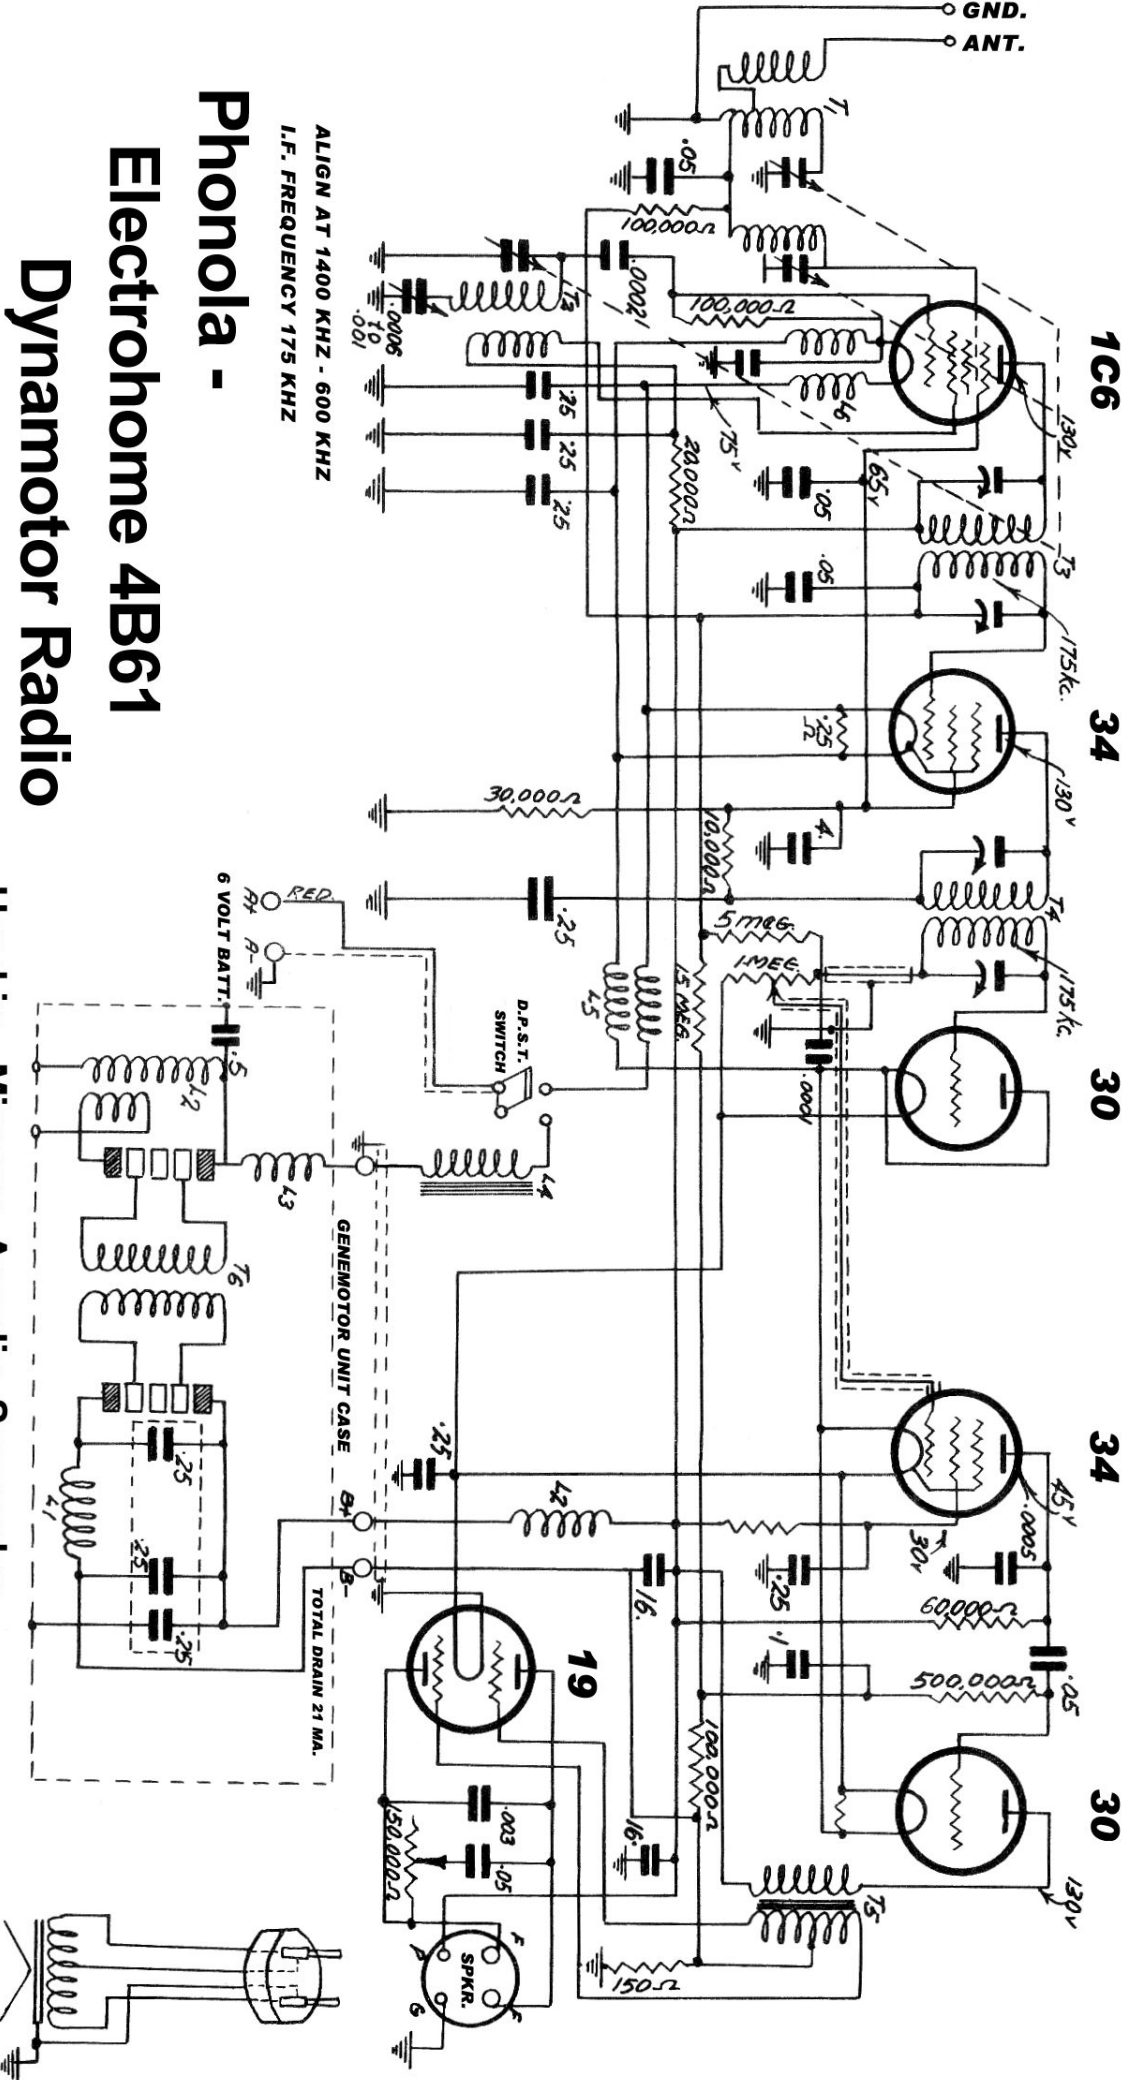 GND.
ANT.
1C6
34
30
34
30
T1
.05
100,000Ω
.0002
T2
.0006
TO
.001
100,000Ω
L6
75v
65v
130v
.05
T3
.05
175kc.
.25
.25
.25
20,000Ω
.25
Ω
130v
30,000Ω
10,000Ω
4.
.25
T4
175kc.
5 MEG.
1 MEG.
.0001
L5
45v
.0005
30v
.25
60,000Ω
.1
.05
500,000Ω
130v
100,000Ω
T5
150Ω
16.
16.
L2
.25
19
.003
.05
150,000Ω
SPKR.
F
F
P
G
ALIGN AT 1400 KHZ - 600 KHZ
I.F. FREQUENCY 175 KHZ
Phonola -
Electrohome 4B61
Dynamotor Radio
6 VOLT BATT.
A+
A-
RED
D.P.S.T.
SWITCH
L4
.5
L2
L3
T6
GENEMOTOR UNIT CASE
TOTAL DRAIN 21 MA.
B+
B-
.25
.25
.25
L1